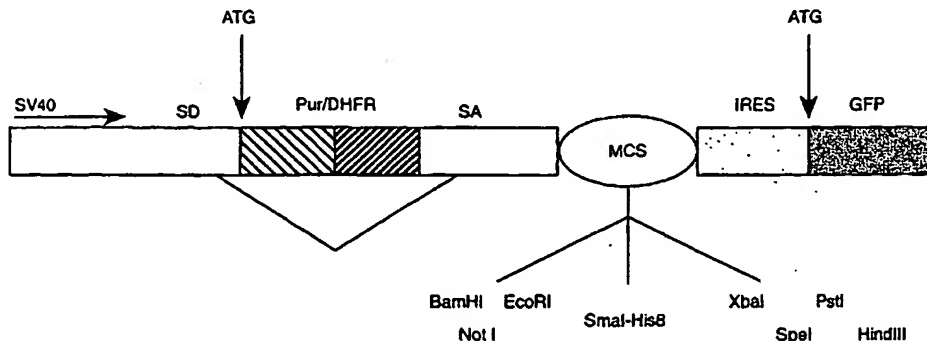 ATG ATG
SV40 SD Pur/DHFR SA IRES GFP
MCS
BamHI EcoRI SmaI-His8 XbaI PstI
Not I SpeI HindIII